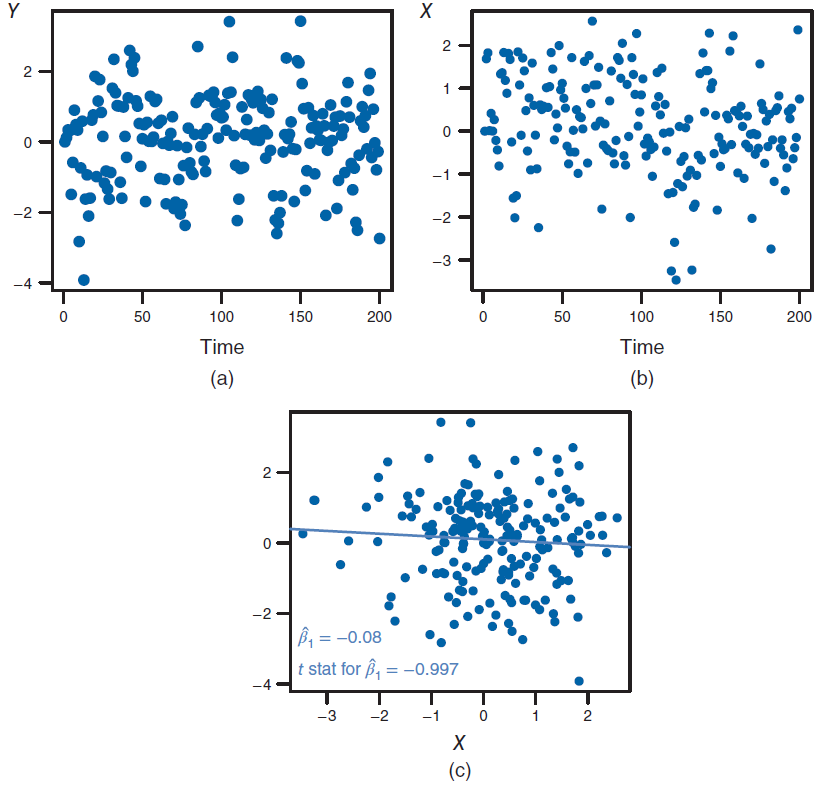 Y
2
0
−2
−4
0 50 100 150 200
Time
(a)
X
2
1
0
−1
−2
−3
0 50 100 150 200
Time
(b)
2
0
−2
−4
β̂₁ = −0.08
t stat for β̂₁ = −0.997
−3 −2 −1 0 1 2
X
(c)